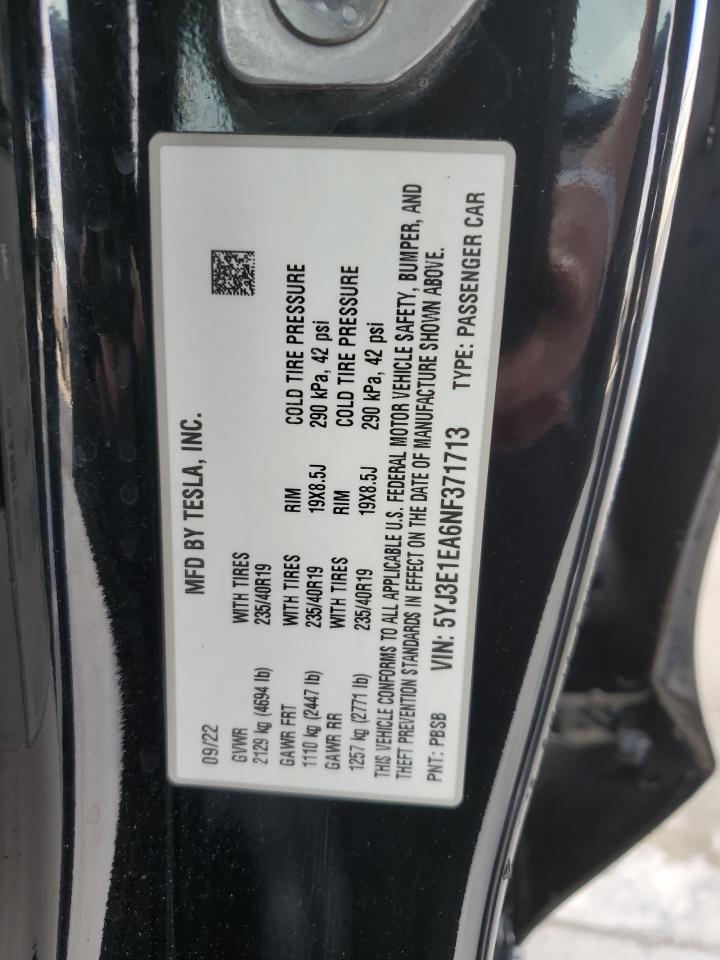 MFD BY TESLA, INC.
09/22
GVWR WITH TIRES
2129 kg (4694 lb) 235/40R19
GAWR FRT WITH TIRES RIM COLD TIRE PRESSURE
1110 kg (2447 lb) 235/40R19 19X8.5J 290 kPa, 42 psi
GAWR RR WITH TIRES RIM COLD TIRE PRESSURE
1257 kg (2771 lb) 235/40R19 19X8.5J 290 kPa, 42 psi
THIS VEHICLE CONFORMS TO ALL APPLICABLE U.S. FEDERAL MOTOR VEHICLE SAFETY, BUMPER, AND
THEFT PREVENTION STANDARDS IN EFFECT ON THE DATE OF MANUFACTURE SHOWN ABOVE.
PNT: PBSB VIN: 5YJ3E1EA6NF371713 TYPE: PASSENGER CAR